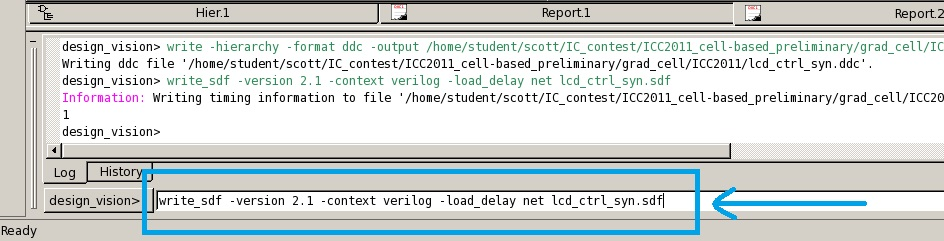 Hier.1 Report.1 Report.2
design_vision> write -hierarchy -format ddc -output /home/student/scott/IC_contest/ICC2011_cell-based_preliminary/grad_cell/IC
Writing ddc file '/home/student/scott/IC_contest/ICC2011_cell-based_preliminary/grad_cell/ICC2011/lcd_ctrl_syn.ddc'.
design_vision> write_sdf -version 2.1 -context verilog -load_delay net lcd_ctrl_syn.sdf
Information: Writing timing information to file '/home/student/scott/IC_contest/ICC2011_cell-based_preliminary/grad_cell/ICC20
1
design_vision>
Log History
design_vision> write_sdf -version 2.1 -context verilog -load_delay net lcd_ctrl_syn.sdf
Ready